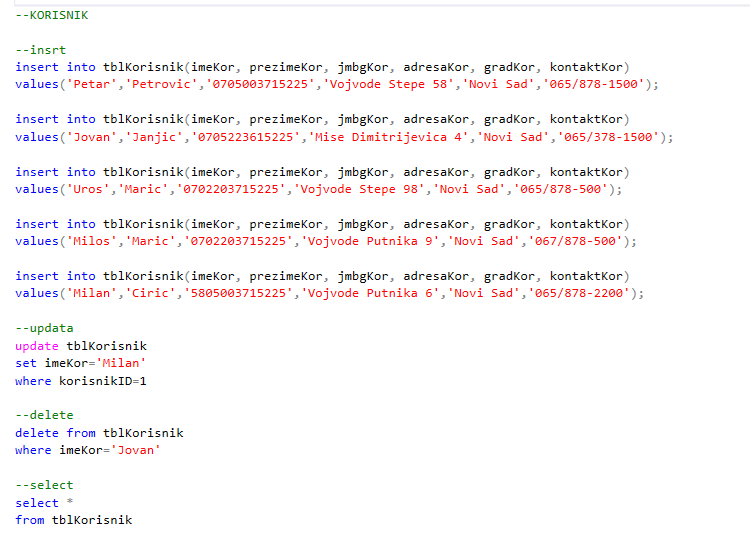 --KORISNIK
--insrt
insert into tblKorisnik(imeKor, prezimeKor, jmbgKor, adresaKor, gradKor, kontaktKor)
values('Petar','Petrovic','0705003715225','Vojvode Stepe 58','Novi Sad','065/878-1500');
insert into tblKorisnik(imeKor, prezimeKor, jmbgKor, adresaKor, gradKor, kontaktKor)
values('Jovan','Janjic','0705223615225','Mise Dimitrijevica 4','Novi Sad','065/378-1500');
insert into tblKorisnik(imeKor, prezimeKor, jmbgKor, adresaKor, gradKor, kontaktKor)
values('Uros','Maric','0702203715225','Vojvode Stepe 98','Novi Sad','065/878-500');
insert into tblKorisnik(imeKor, prezimeKor, jmbgKor, adresaKor, gradKor, kontaktKor)
values('Milos','Maric','0702203715225','Vojvode Putnika 9','Novi Sad','067/878-500');
insert into tblKorisnik(imeKor, prezimeKor, jmbgKor, adresaKor, gradKor, kontaktKor)
values('Milan','Ciric','5805003715225','Vojvode Putnika 6','Novi Sad','065/878-2200');
--updata
update tblKorisnik
set imeKor='Milan'
where korisnikID=1
--delete
delete from tblKorisnik
where imeKor='Jovan'
--select
select *
from tblKorisnik